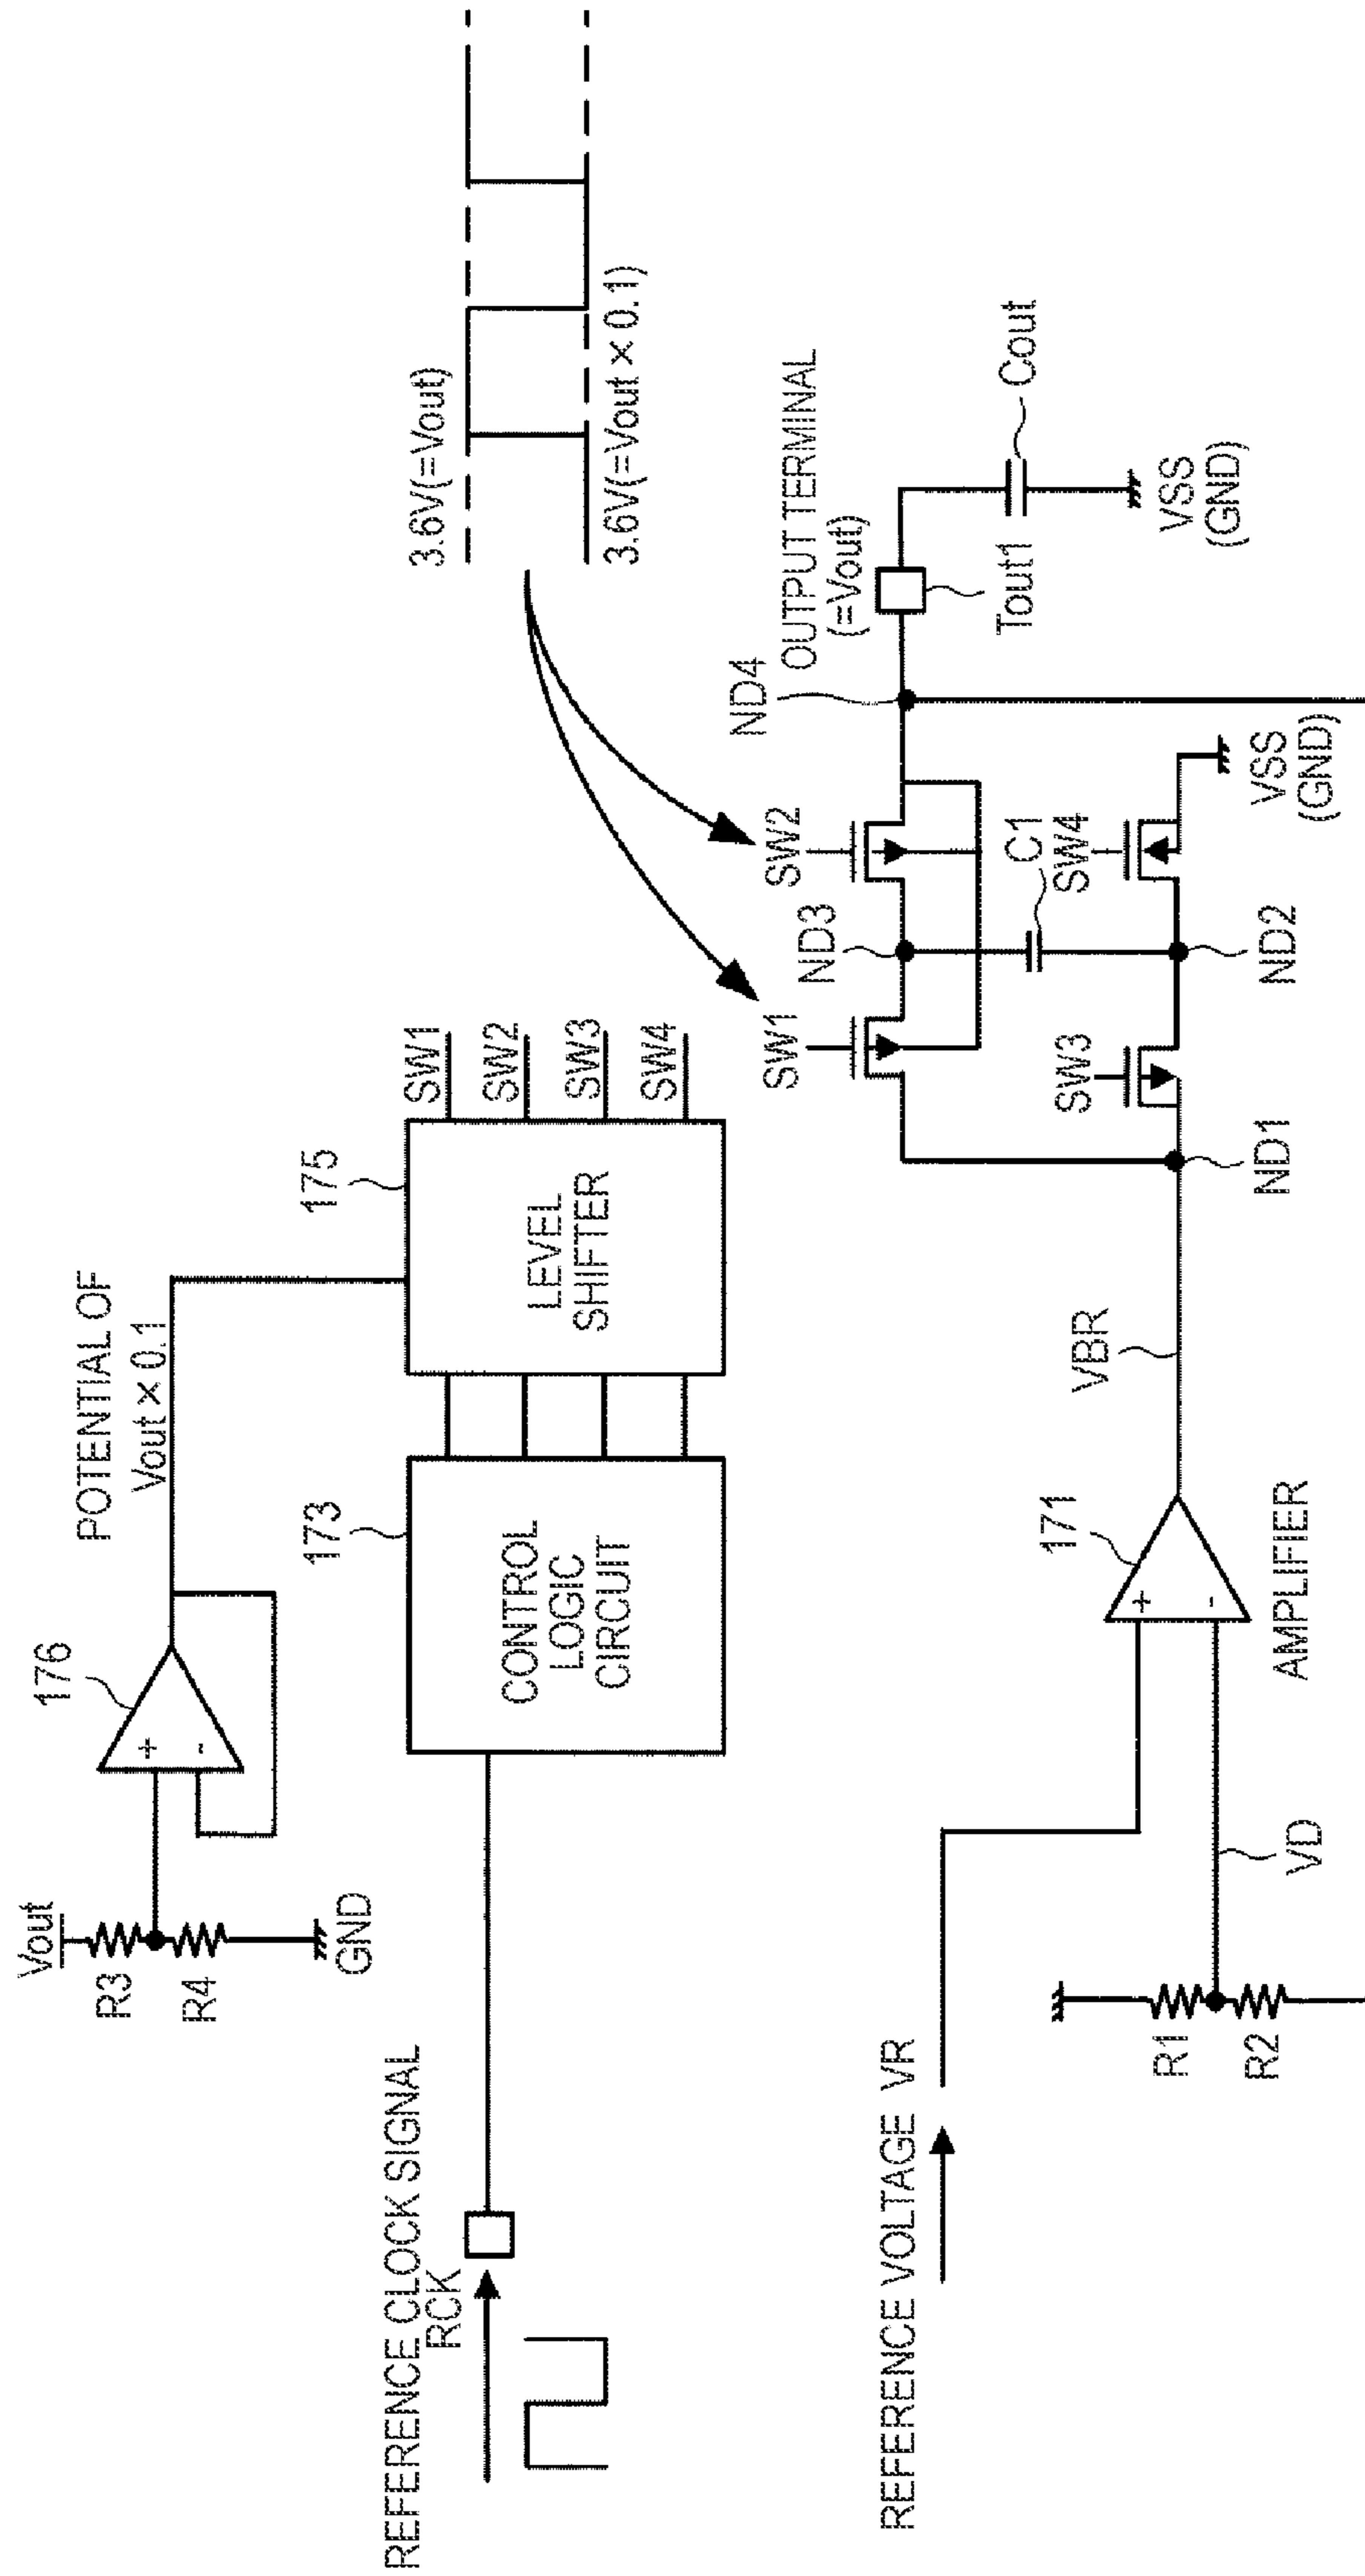 Vout
R3
R4
GND
176
+
-
POTENTIAL OF
Vout × 0.1
REFERENCE CLOCK SIGNAL
RCK
173
CONTROL
LOGIC
CIRCUIT
175
LEVEL
SHIFTER
SW1
SW2
SW3
SW4
3.6V(=Vout)
3.6V(=Vout × 0.1)
REFERENCE VOLTAGE VR
R1
R2
VD
171
+
-
AMPLIFIER
VBR
ND1
SW1
SW3
ND3
SW2
C1
SW4
ND2
VSS
(GND)
ND4
OUTPUT TERMINAL
(=Vout)
Tout1
Cout
VSS
(GND)